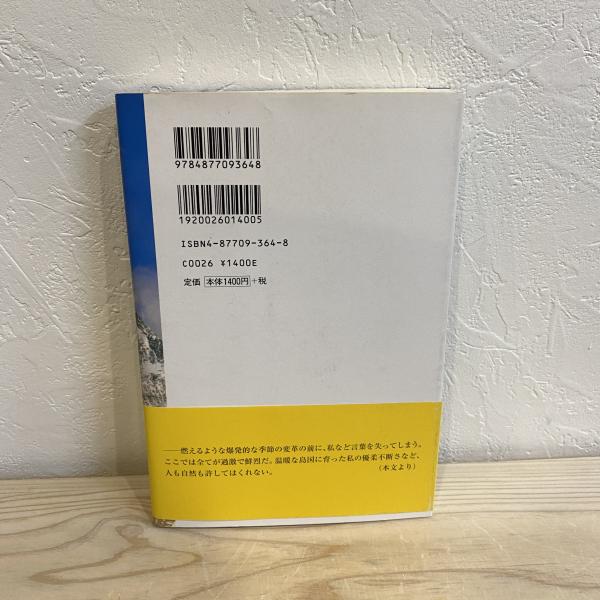 9784877093648
1920026014005
ISBN4-87709-364-8
C0026 ¥1400E
定価 本体1400円+税
――燃えるような爆発的な季節の変革の前に、私など言葉を失ってしまう。
ここでは全てが過激で鮮烈だ。温暖な島国に育った私の優柔不断さなど、
人も自然も許してはくれない。 (本文より)